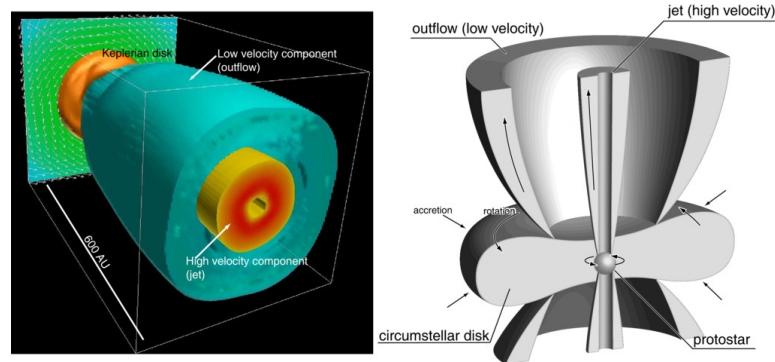 Keplerian disk
Low velocity component
(outflow)
600 AU
High velocity component
(jet)
jet (high velocity)
outflow (low velocity)
accretion
rotation
circumstellar disk
protostar